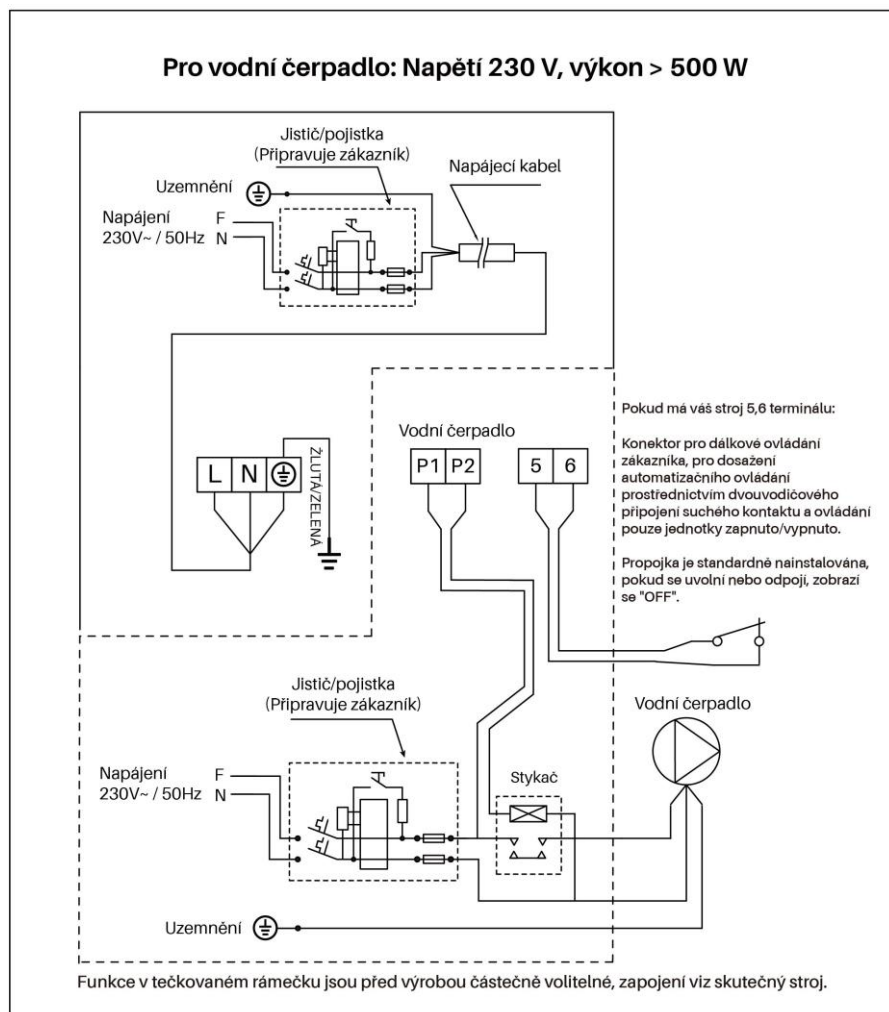 Pro vodní čerpadlo: Napětí 230 V, výkon > 500 W
Jistič/pojistka
(Připravuje zákazník)
Napájecí kabel
Uzemnění
Napájení F
230V~ / 50Hz N
Pokud má váš stroj 5,6 terminálu:
Vodní čerpadlo
P1 P2 5 6
Konektor pro dálkové ovládání
zákazníka, pro dosažení
automatizačního ovládání
prostřednictvím dvouvodičového
připojení suchého kontaktu a ovládání
pouze jednotky zapnuto/vypnuto.
L N
ŽLUTÁ/ZELENÁ
Propojka je standardně nainstalována,
pokud se uvolní nebo odpojí, zobrazí
se "OFF".
Jistič/pojistka
(Připravuje zákazník)
Vodní čerpadlo
Napájení F
230V~ / 50Hz N
Stykač
Uzemnění
Funkce v tečkovaném rámečku jsou před výrobou částečně volitelné, zapojení viz skutečný stroj.